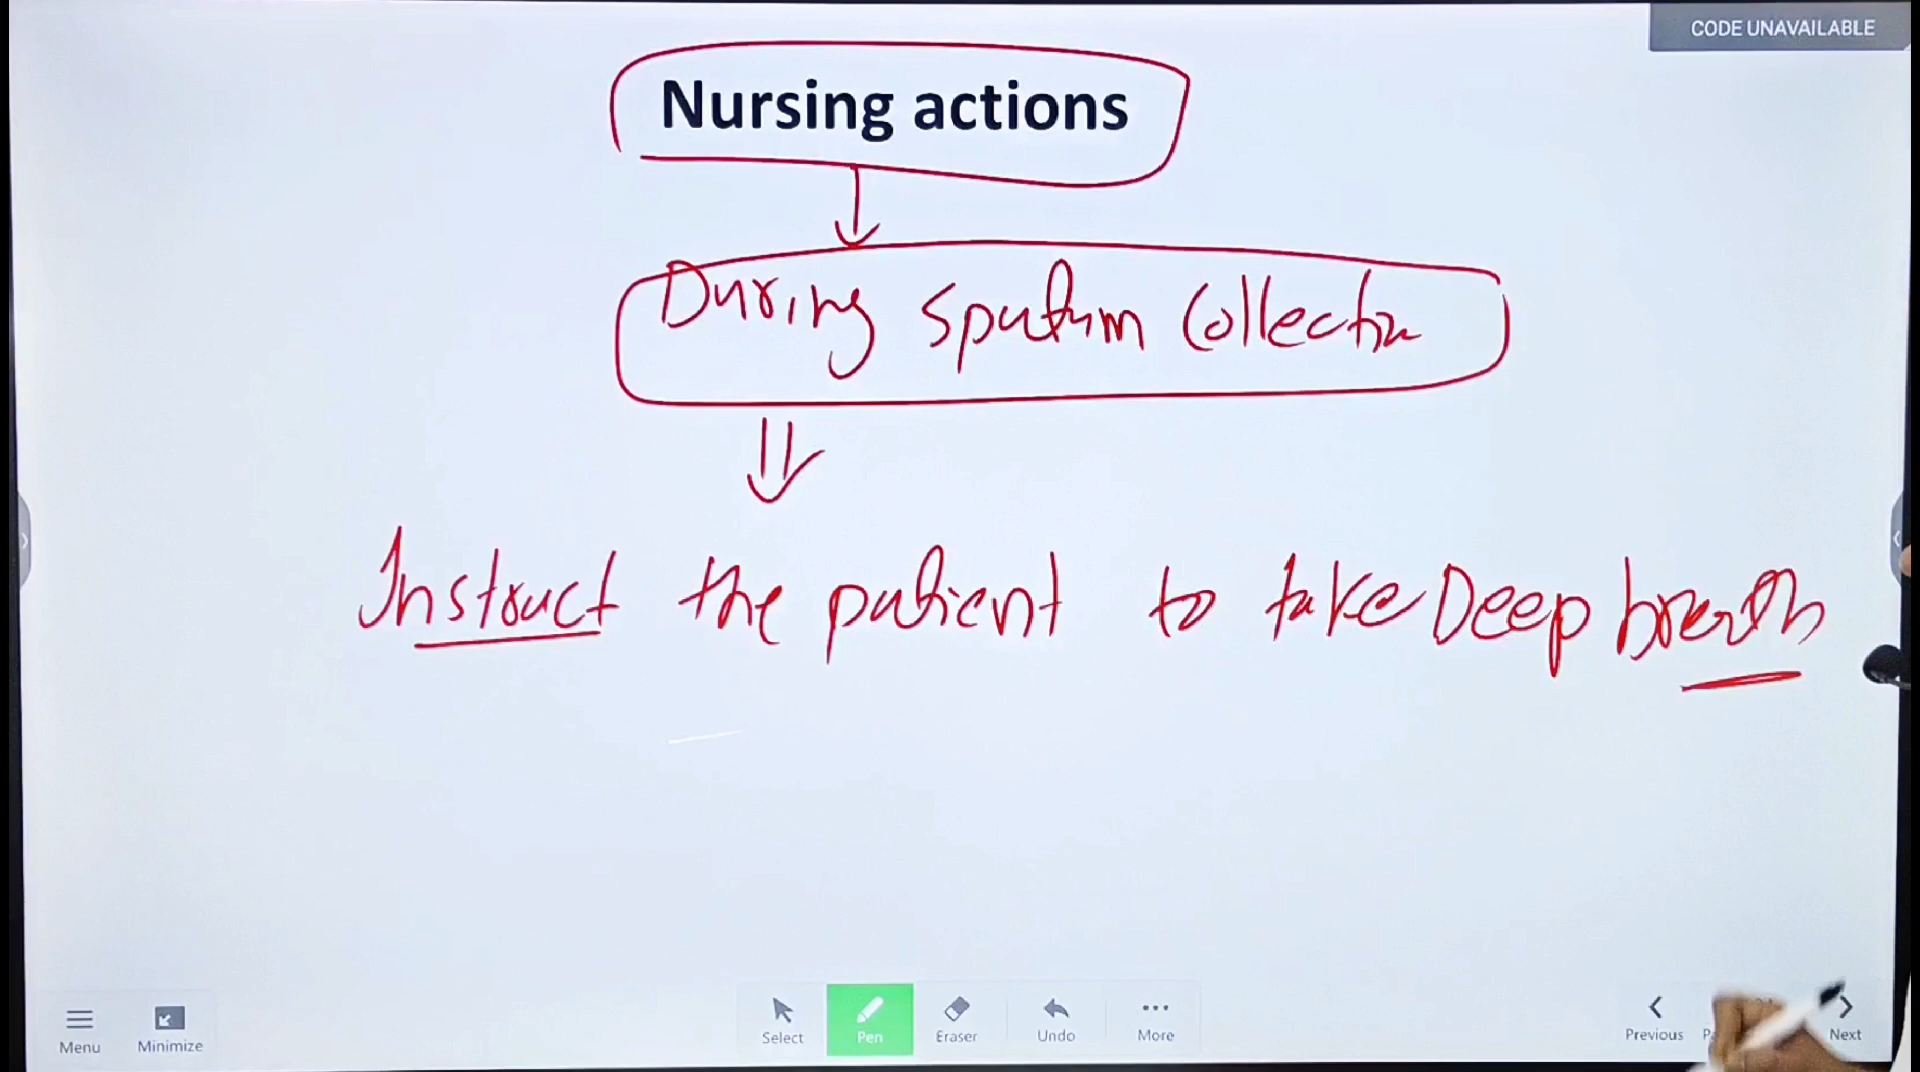 CODE UNAVAILABLE
Nursing actions
During sputum Collection
Instruct the patient to take Deep breath
Menu
Minimize
Select
Pen
Eraser
Undo
More
Previous
Next